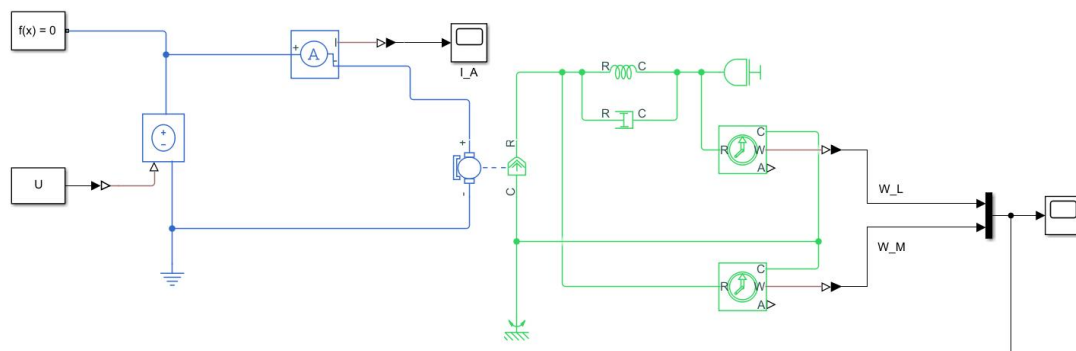 f(x) = 0
+
A
I
-
I_A
+
-
U
+
-
R
C
R C
R C
R
C
W
A
W_L
W_M
R
C
W
A